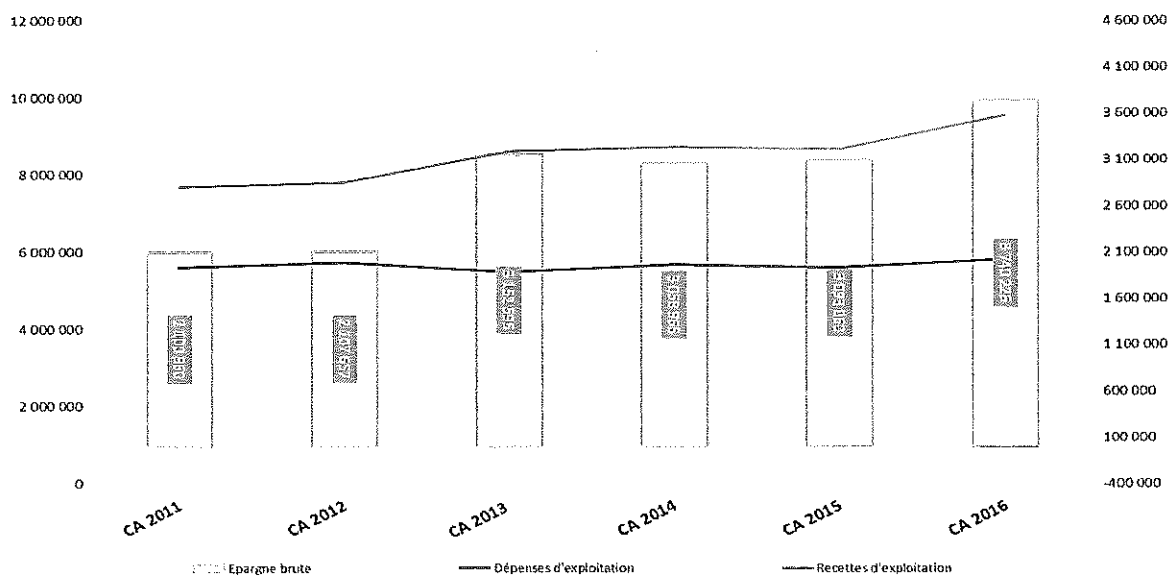 12 000 000
10 000 000
8 000 000
6 000 000
4 000 000
2 000 000
0
4 600 000
4 100 000
3 600 000
3 100 000
2 600 000
2 100 000
1 600 000
1 100 000
600 000
100 000
-400 000
CA 2011
CA 2012
CA 2013
CA 2014
CA 2015
CA 2016
Epargne brute
Dépenses d'exploitation
Recettes d'exploitation